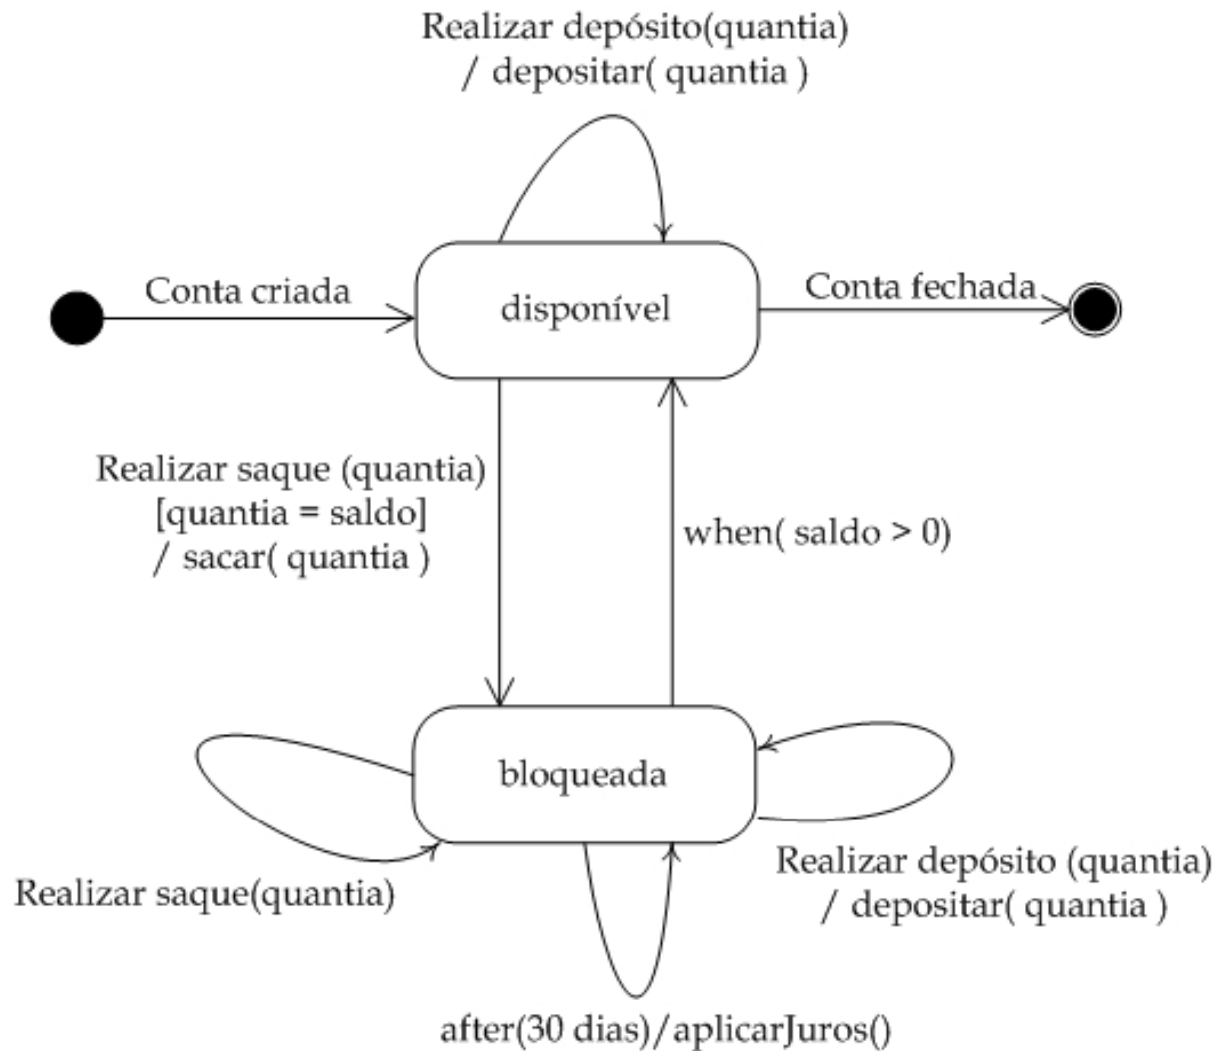 Realizar depósito(quantia)
/ depositar( quantia )
Conta criada
disponível
Conta fechada
Realizar saque (quantia)
[quantia = saldo]
/ sacar( quantia )
when( saldo > 0)
bloqueada
Realizar saque(quantia)
Realizar depósito (quantia)
/ depositar( quantia )
after(30 dias)/aplicarJuros()